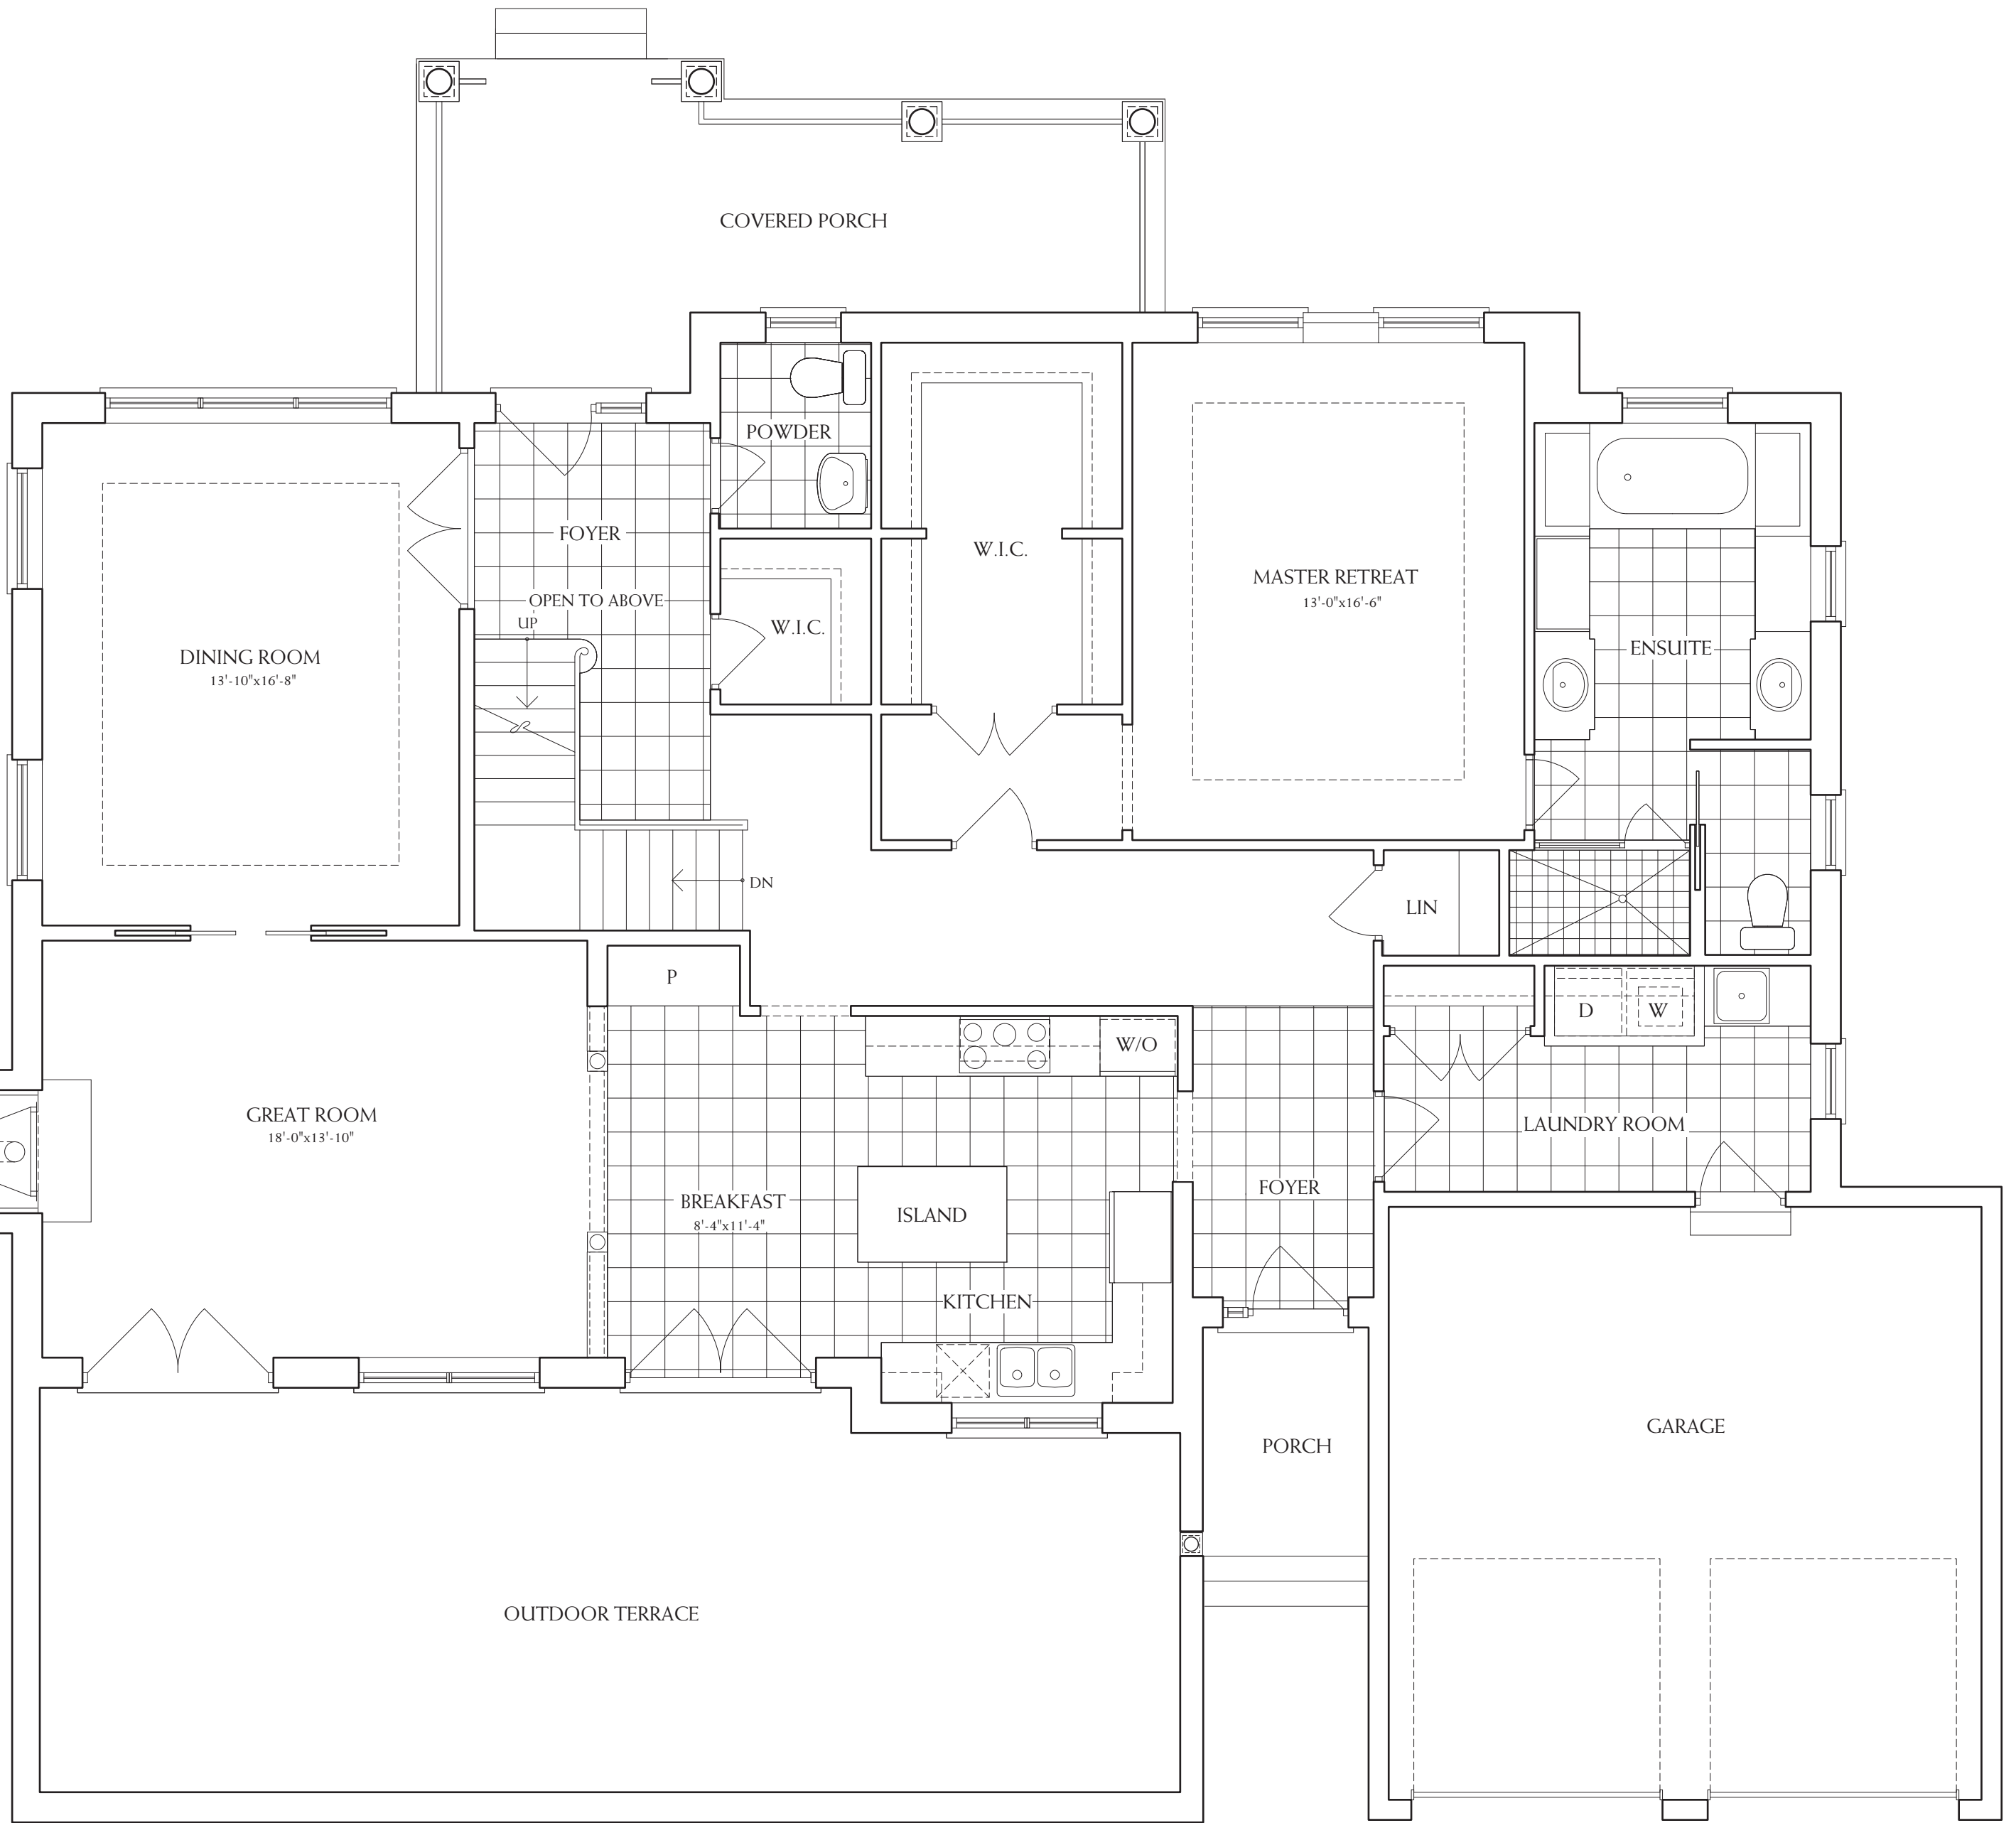 COVERED PORCH
POWDER
FOYER
OPEN TO ABOVE
UP
W.I.C.
W.I.C.
MASTER RETREAT
13'-0"x16'-6"
ENSUITE
DINING ROOM
13'-10"x16'-8"
DN
LIN
P
W/O
D
W
GREAT ROOM
18'-0"x13'-10"
BREAKFAST
8'-4"x11'-4"
ISLAND
KITCHEN
FOYER
LAUNDRY ROOM
PORCH
GARAGE
OUTDOOR TERRACE